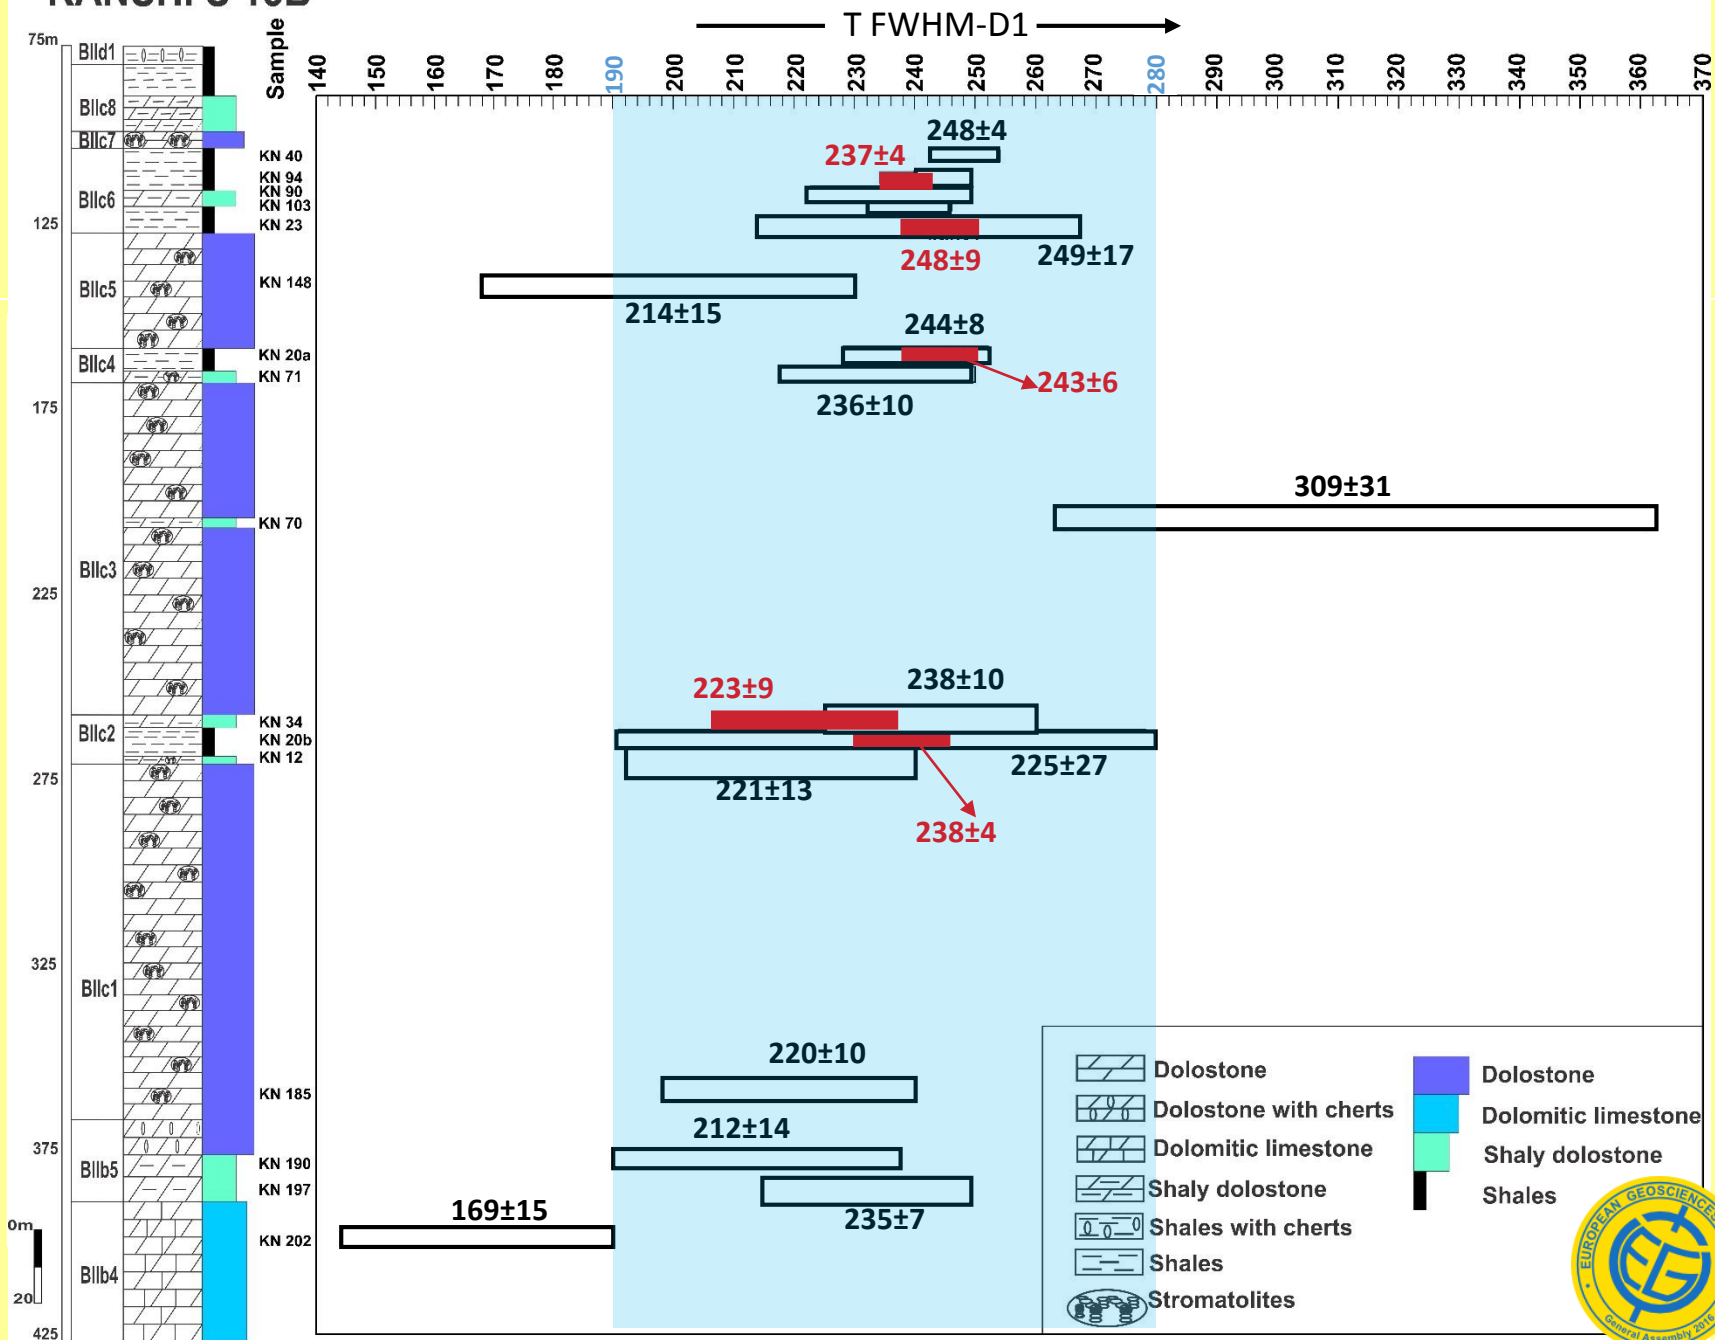 T FWHM-D1
75m
Sample
140 150 160 170 180 190 200 210 220 230 240 250 260 270 280 290 300 310 320 330 340 350 360 370
BIId1
BIIc8
BIIc7
248±4
KN 40
237±4
KN 94
KN 90
BIIc6
KN 103
125
KN 23
249±17
248±9
BIIc5
KN 148
214±15
244±8
BIIc4
KN 20a
KN 71
243±6
175
236±10
309±31
KN 70
BIIc3
225
238±10
223±9
KN 34
BIIc2
KN 20b
KN 12
225±27
275
221±13
238±4
325
BIIc1
220±10
KN 185
212±14
375
BIIb5
KN 190
KN 197
169±15
235±7
0m
KN 202
BIIb4
20
425
Dolostone
Dolostone with cherts
Dolomitic limestone
Shaly dolostone
Shales with cherts
Shales
Stromatolites
Dolostone
Dolomitic limestone
Shaly dolostone
Shales
EUROPEAN GEOSCIENCES
EG
General Assembly 2016